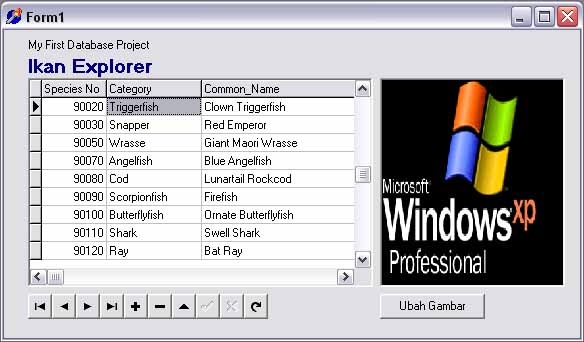 Form1
My First Database Project
Ikan Explorer
Species No Category Common_Name
90020 Triggerfish Clown Triggerfish
90030 Snapper Red Emperor
90050 Wrasse Giant Maori Wrasse
90070 Angelfish Blue Angelfish
90080 Cod Lunartail Rockcod
90090 Scorpionfish Firefish
90100 Butterflyfish Ornate Butterflyfish
90110 Shark Swell Shark
90120 Ray Bat Ray
Microsoft
Windows xp
Professional
Ubah Gambar